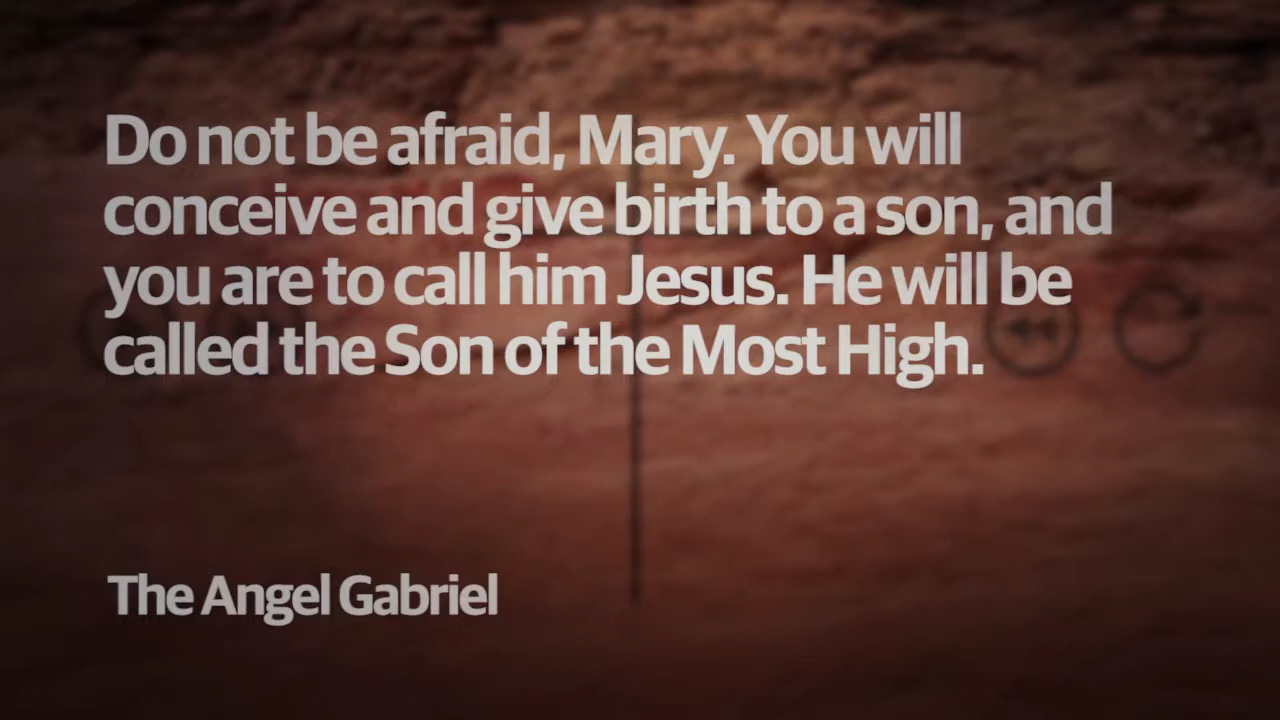 Do not be afraid, Mary. You will
conceive and give birth to a son, and
you are to call him Jesus. He will be
called the Son of the Most High.
The Angel Gabriel